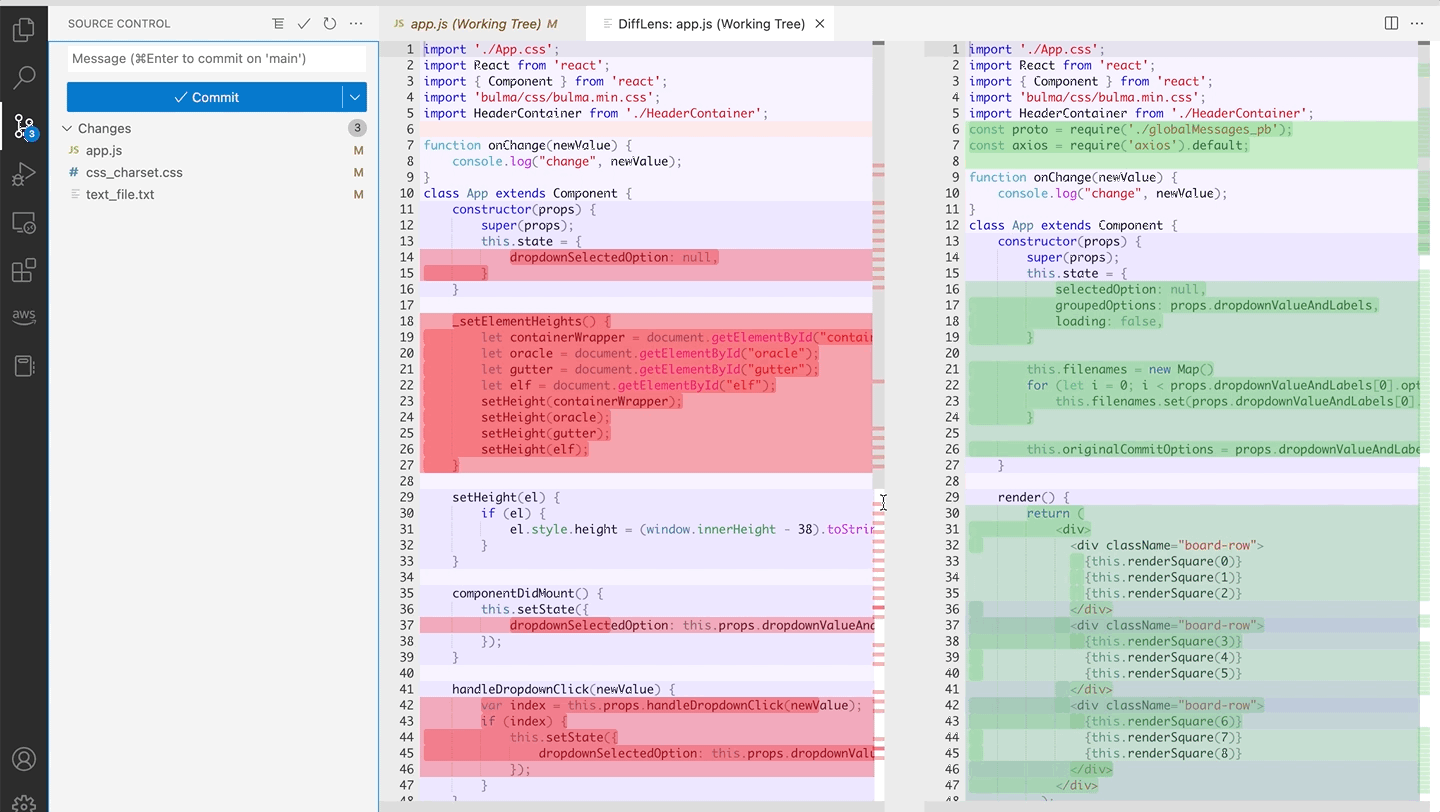 SOURCE CONTROL
Message (⌘Enter to commit on 'main')
Commit
Changes 3
JS app.js M
# css_charset.css M
text_file.txt M
3
aws
JS app.js (Working Tree) M
DiffLens: app.js (Working Tree)
1 import './App.css';
2 import React from 'react';
3 import { Component } from 'react';
4 import 'bulma/css/bulma.min.css';
5 import HeaderContainer from './HeaderContainer';
6
7 function onChange(newValue) {
8     console.log("change", newValue);
9 }
10 class App extends Component {
11     constructor(props) {
12         super(props);
13         this.state = {
14             dropdownSelectedOption: null,
15         }
16     }
17
18     _setElementHeights() {
19         let containerWrapper = document.getElementById("contain
20         let oracle = document.getElementById("oracle");
21         let gutter = document.getElementById("gutter");
22         let elf = document.getElementById("elf");
23         setHeight(containerWrapper);
24         setHeight(oracle);
25         setHeight(gutter);
26         setHeight(elf);
27     }
28
29     setHeight(el) {
30         if (el) {
31             el.style.height = (window.innerHeight - 38).toStrin
32         }
33     }
34
35     componentDidMount() {
36         this.setState({
37             dropdownSelectedOption: this.props.dropdownValueAnd
38         });
39     }
40
41     handleDropdownClick(newValue) {
42         var index = this.props.handleDropdownClick(newValue);
43         if (index) {
44             this.setState({
45                 dropdownSelectedOption: this.props.dropdownValu
46             });
47         }
48     }
1 import './App.css';
2 import React from 'react';
3 import { Component } from 'react';
4 import 'bulma/css/bulma.min.css';
5 import HeaderContainer from './HeaderContainer';
6 const proto = require('./globalMessages_pb');
7 const axios = require('axios').default;
8
9 function onChange(newValue) {
10     console.log("change", newValue);
11 }
12 class App extends Component {
13     constructor(props) {
14         super(props);
15         this.state = {
16             selectedOption: null,
17             groupedOptions: props.dropdownValueAndLabels,
18             loading: false,
19         }
20
21         this.filenames = new Map()
22         for (let i = 0; i < props.dropdownValueAndLabels[0].opt
23             this.filenames.set(props.dropdownValueAndLabels[0].
24         }
25
26         this.originalCommitOptions = props.dropdownValueAndLabe
27     }
28
29     render() {
30         return (
31             <div>
32               <div className="board-row">
33                 {this.renderSquare(0)}
34                 {this.renderSquare(1)}
35                 {this.renderSquare(2)}
36               </div>
37               <div className="board-row">
38                 {this.renderSquare(3)}
39                 {this.renderSquare(4)}
40                 {this.renderSquare(5)}
41               </div>
42               <div className="board-row">
43                 {this.renderSquare(6)}
44                 {this.renderSquare(7)}
45                 {this.renderSquare(8)}
46               </div>
47             </div>
48           );